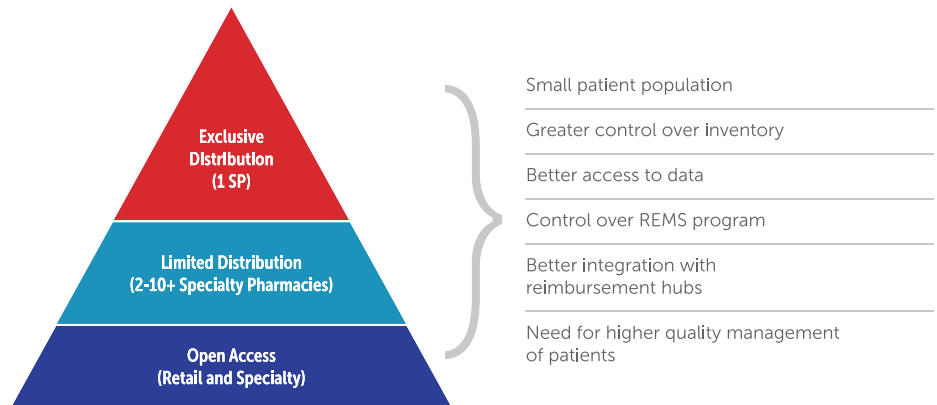 Exclusive
Distribution
(1 SP)
Limited Distribution
(2-10+ Specialty Pharmacies)
Open Access
(Retail and Specialty)
Small patient population
Greater control over inventory
Better access to data
Control over REMS program
Better integration with
reimbursement hubs
Need for higher quality management
of patients